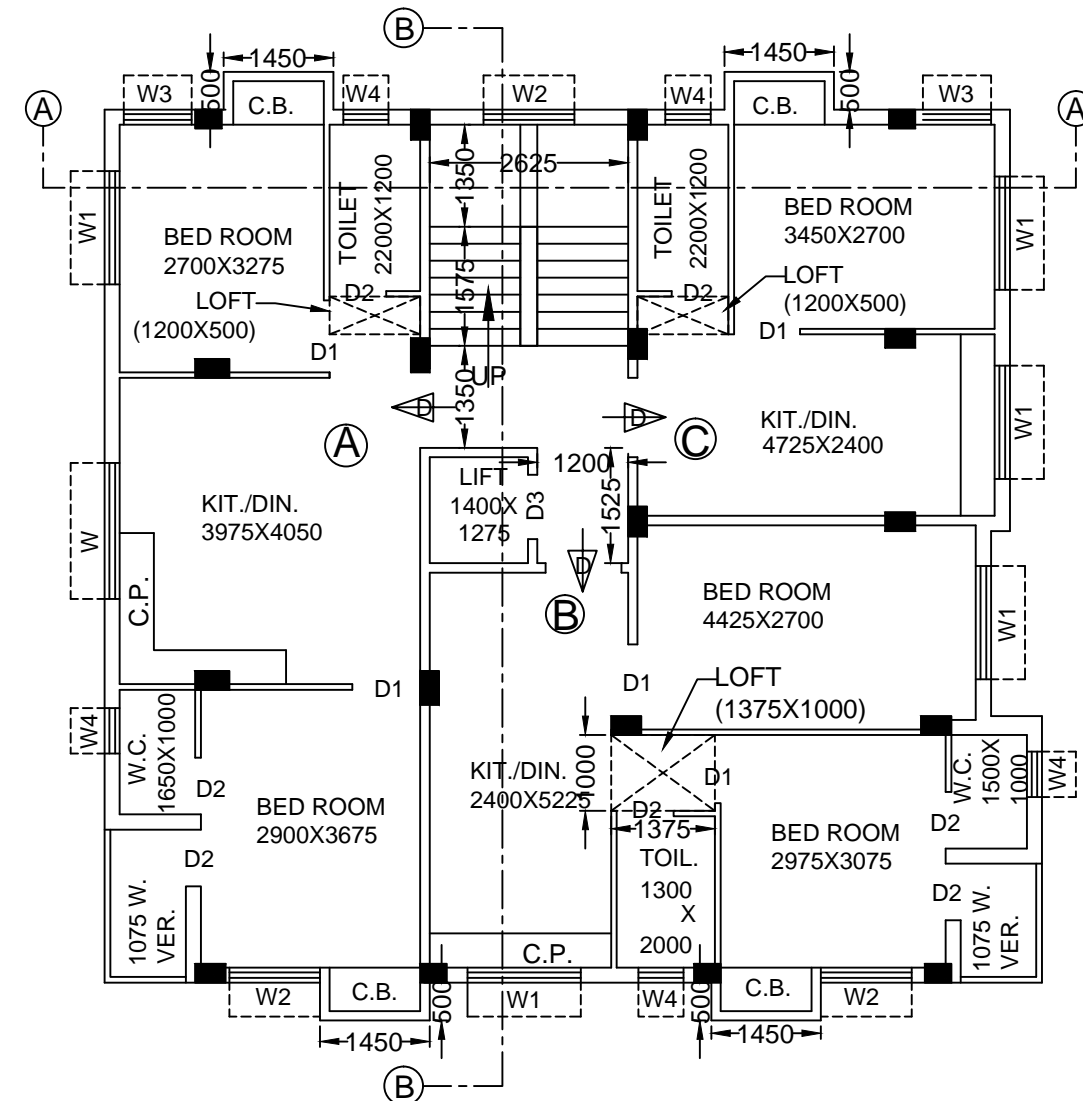 B
1450
1450
500
500
W3
C.B.
W4
W2
W4
C.B.
W3
A
A
1350
2625
TOILET
2200X1200
TOILET
2200X1200
W1
BED ROOM
2700X3275
BED ROOM
3450X2700
W1
1575
LOFT
(1200X500)
D2
D2
LOFT
(1200X500)
D1
D1
UP
1350
D
D
A
C
KIT./DIN.
4725X2400
W1
LIFT
1400X
1275
D3
1200
1525
W
KIT./DIN.
3975X4050
C.P.
D
B
BED ROOM
4425X2700
W1
D1
D1
LOFT
(1375X1000)
W4
W.C.
1650X1000
D2
KIT./DIN.
2400X5225
1000
D1
D2
1375
W.C.
1500X
1000
W4
BED ROOM
2900X3675
BED ROOM
2975X3075
D2
D2
TOIL.
1300
X
2000
D2
1075 W.
VER.
1075 W.
VER.
C.P.
W2
C.B.
500
W1
W4
500
C.B.
W2
1450
1450
B